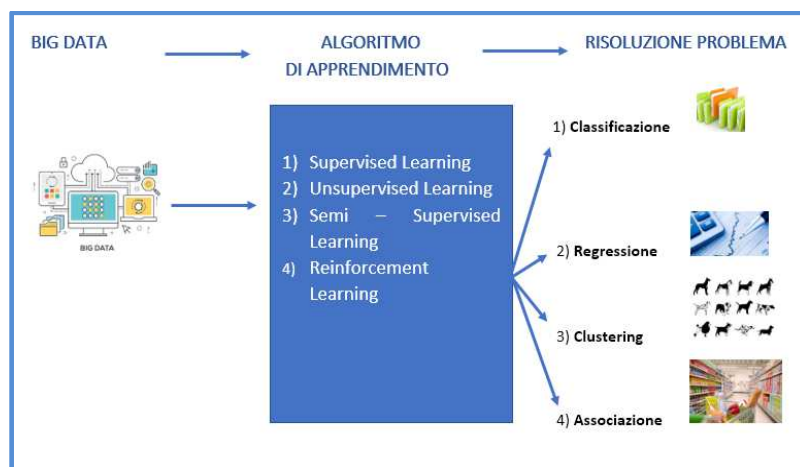 BIG DATA
ALGORITMO
DI APPRENDIMENTO
RISOLUZIONE PROBLEMA
BIG DATA
1) Supervised Learning
2) Unsupervised Learning
3) Semi – Supervised
Learning
4) Reinforcement
Learning
1) Classificazione
2) Regressione
3) Clustering
4) Associazione